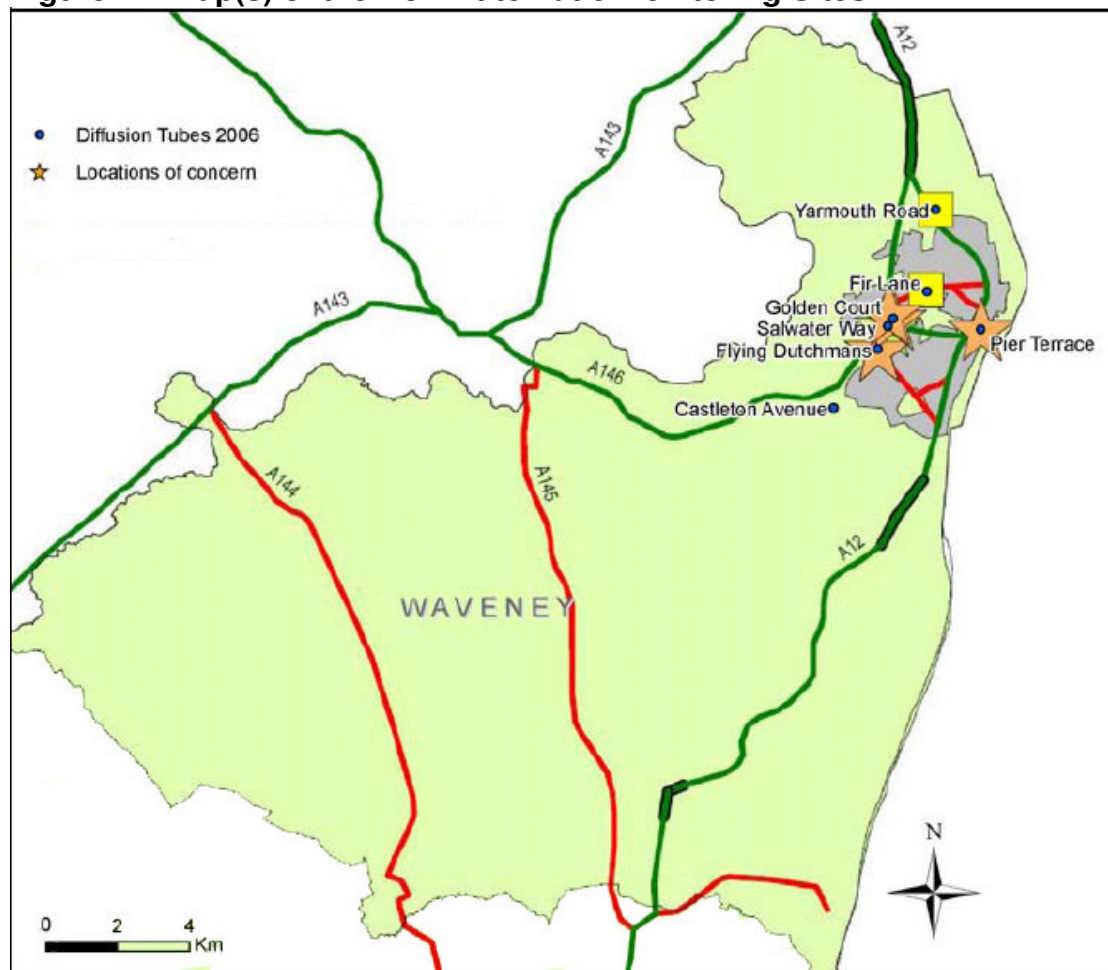 A12
Diffusion Tubes 2006
A143
Locations of concern
Yarmouth Road
Fir Lane
A143
Golden Court
Salwater Way
Flying Dutchmans
Pier Terrace
A146
Castleton Avenue
A144
A145
A12
WAVENEY
N
0 2 4
Km